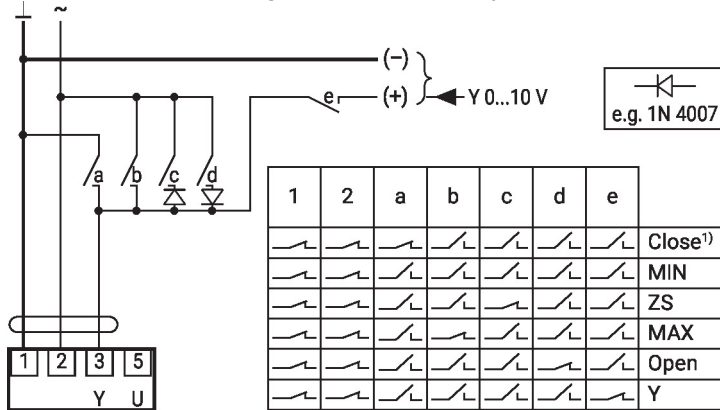 ~
(–)
e
(+)
Y 0...10 V
e.g. 1N 4007
a b c d
1 2 a b c d e
Close¹⁾
MIN
ZS
MAX
Open
Y
1 2 3 5
Y U